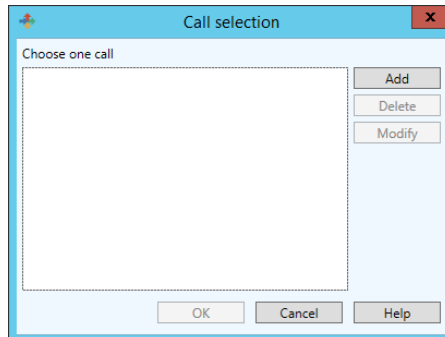 Call selection
x
Choose one call
Add
Delete
Modify
OK
Cancel
Help